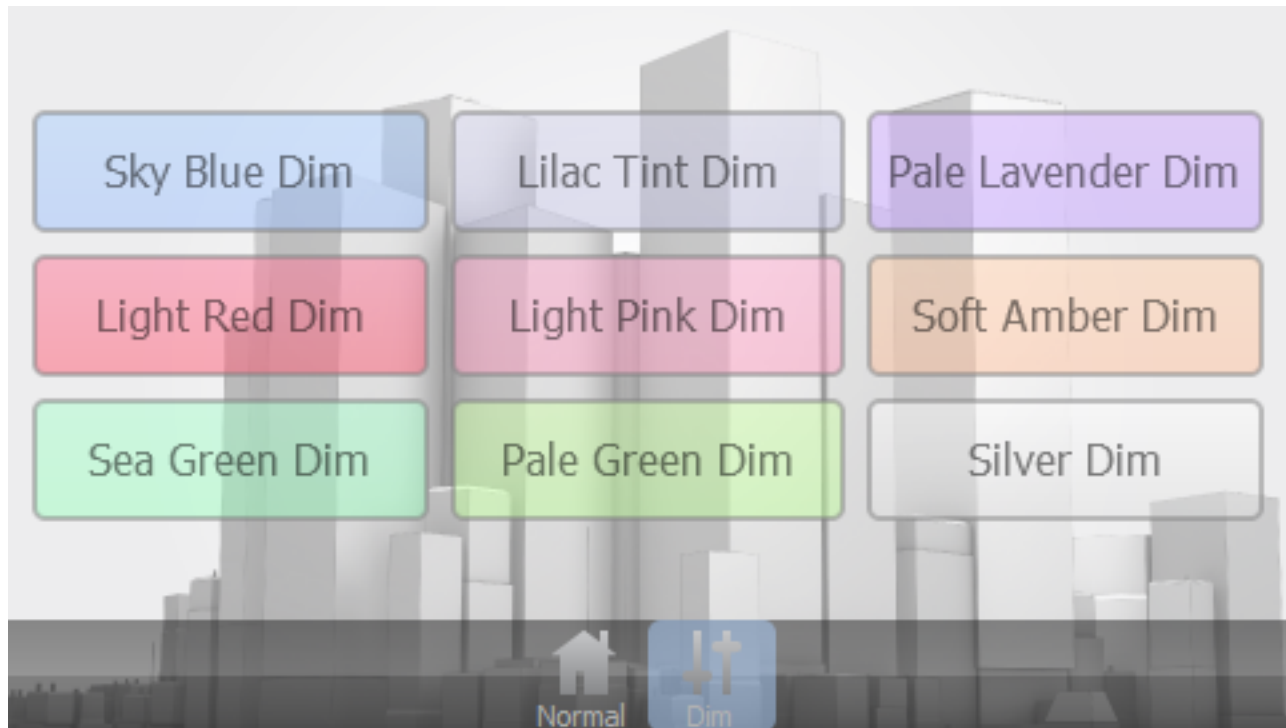 Sky Blue Dim
Lilac Tint Dim
Pale Lavender Dim
Light Red Dim
Light Pink Dim
Soft Amber Dim
Sea Green Dim
Pale Green Dim
Silver Dim
Normal
Dim